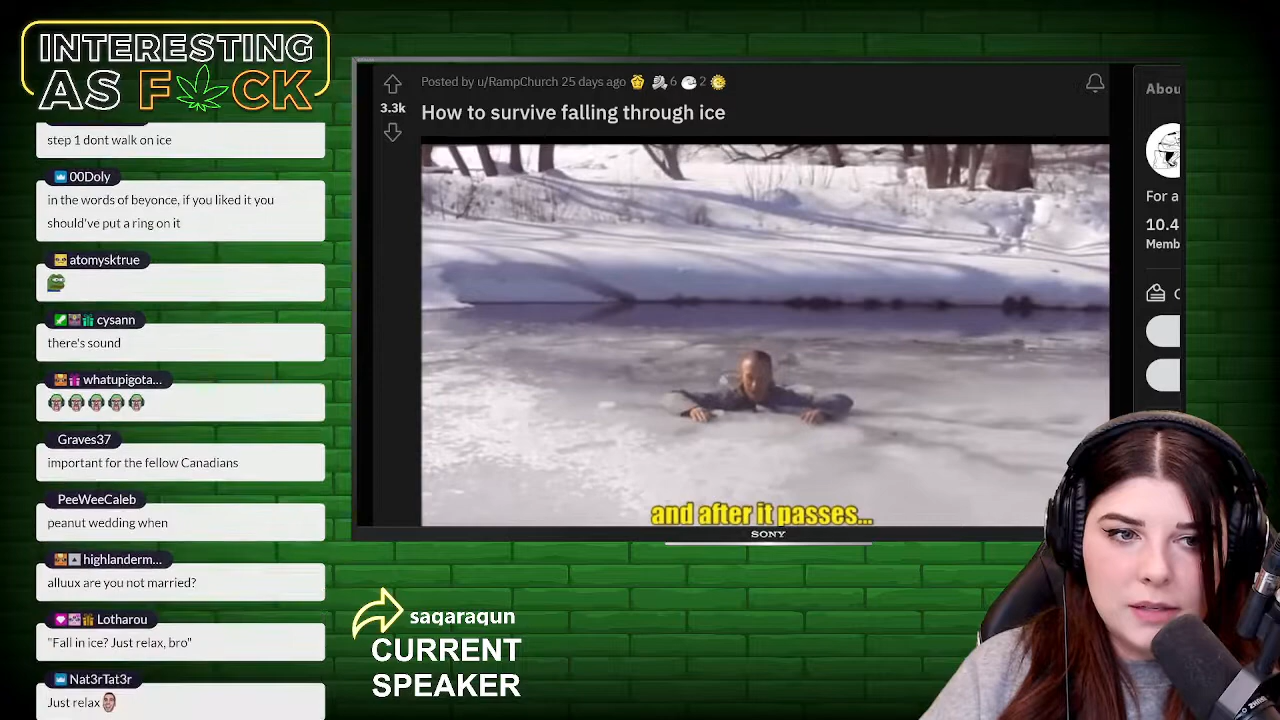 INTERESTING
AS F CK
step 1 dont walk on ice
00Doly
in the words of beyonce, if you liked it you
should've put a ring on it
atomysktrue
cysann
there's sound
whatupigota...
Graves37
important for the fellow Canadians
PeeWeeCaleb
peanut wedding when
highlanderm...
alluux are you not married?
Lotharou
"Fall in ice? Just relax, bro"
Nat3rTat3r
Just relax
Posted by u/RampChurch 25 days ago 6 2
3.3k
How to survive falling through ice
and after it passes...
SONY
Abou
For a
10.4
Memb
C
saqaraqun
CURRENT
SPEAKER